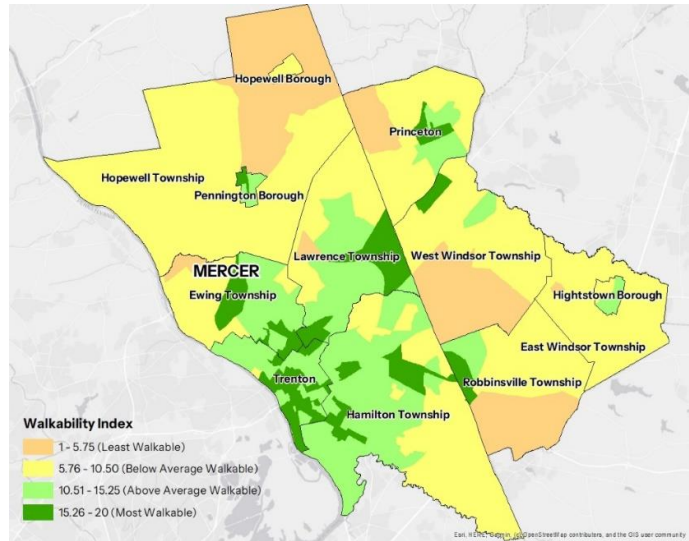 Hopewell Borough
Princeton
Hopewell Township
Pennington Borough
Lawrence Township
West Windsor Township
MERCER
Ewing Township
Hightstown Borough
East Windsor Township
Trenton
Robbinsville Township
Hamilton Township
Walkability Index
1 - 5.75 (Least Walkable)
5.76 - 10.50 (Below Average Walkable)
10.51 - 15.25 (Above Average Walkable)
15.26 - 20 (Most Walkable)
Esri, HERE, Garmin, (c) OpenStreetMap contributors, and the GIS user community